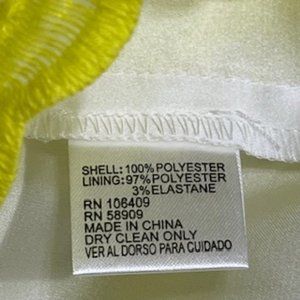 SHELL: 100% POLYESTER
LINING: 97% POLYESTER
3% ELASTANE
RN 106409
RN 58909
MADE IN CHINA
DRY CLEAN ONLY
VER AL DORSO PARA CUIDADO